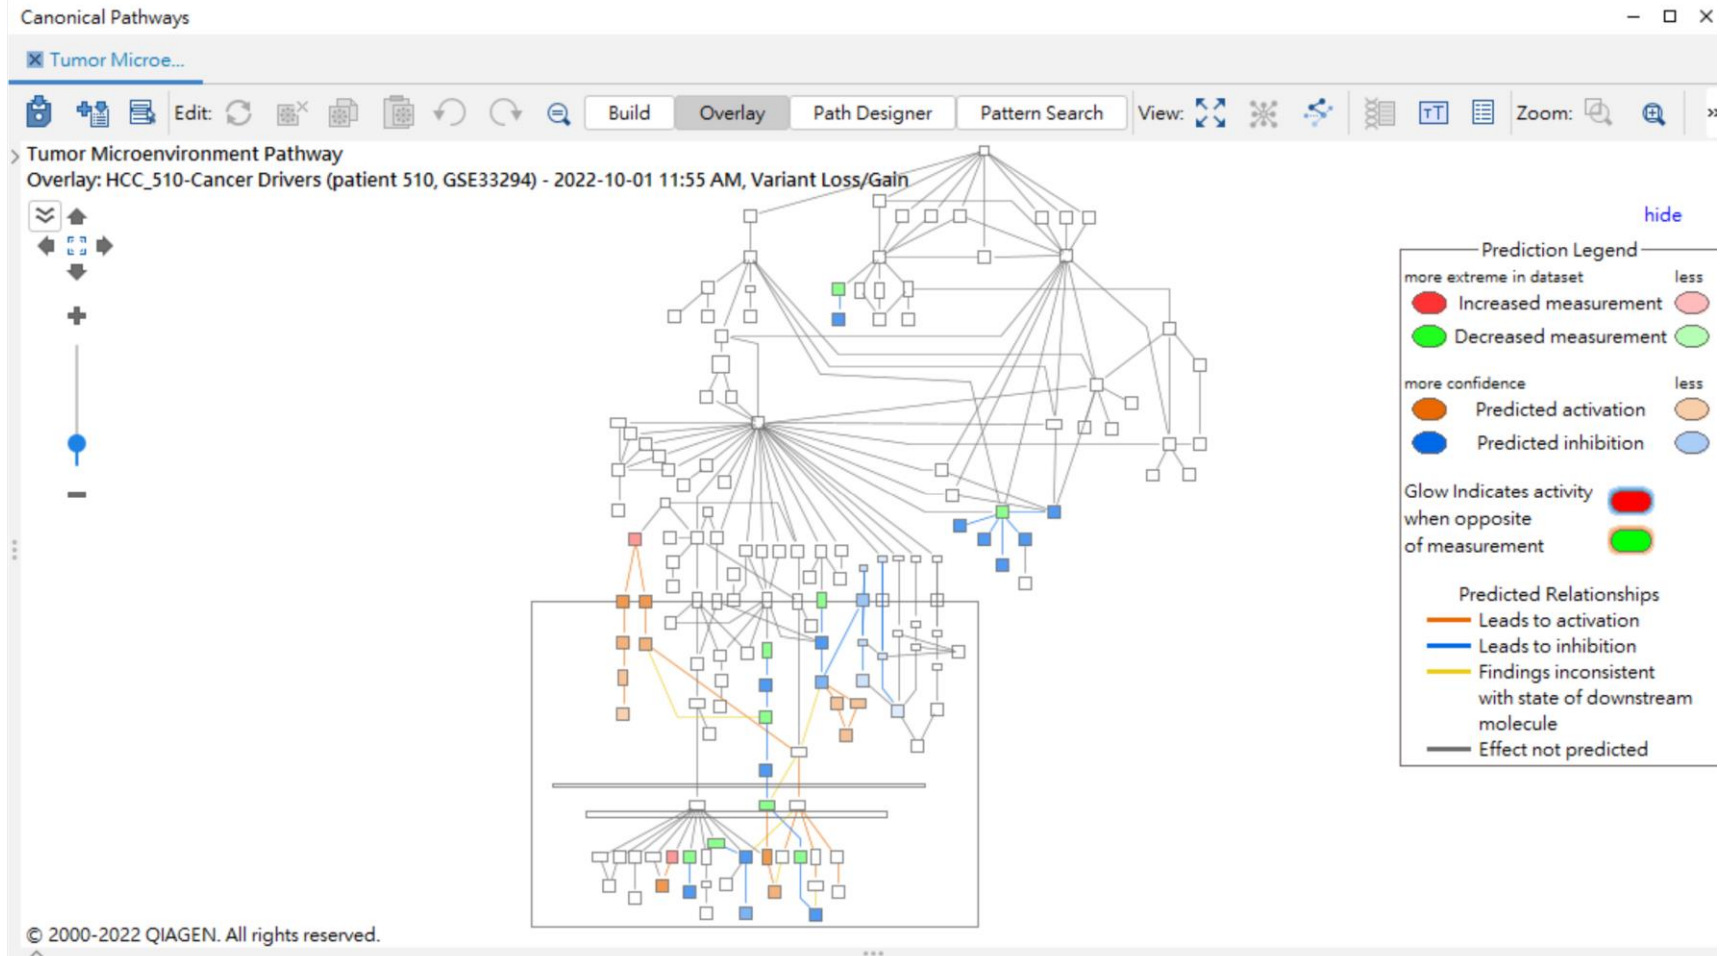 Canonical Pathways
Tumor Microe...
Edit:
Build
Overlay
Path Designer
Pattern Search
View:
TT
Zoom:
»
Tumor Microenvironment Pathway
Overlay: HCC_510-Cancer Drivers (patient 510, GSE33294) - 2022-10-01 11:55 AM, Variant Loss/Gain
hide
Prediction Legend
more extreme in dataset less
Increased measurement
Decreased measurement
more confidence less
Predicted activation
Predicted inhibition
Glow Indicates activity
when opposite
of measurement
Predicted Relationships
Leads to activation
Leads to inhibition
Findings inconsistent
with state of downstream
molecule
Effect not predicted
© 2000-2022 QIAGEN. All rights reserved.